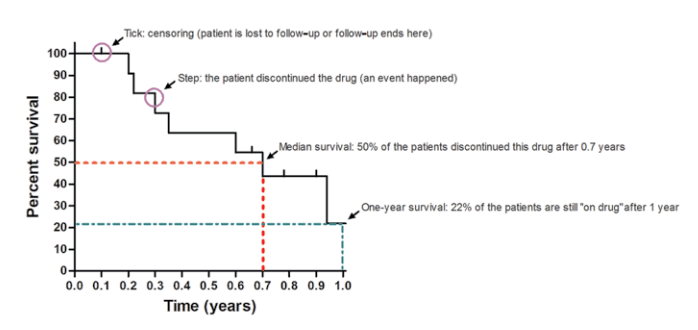 Tick: censoring (patient is lost to follow-up or follow-up ends here)
100
90
Step: the patient discontinued the drug (an event happened)
80
70
60
Median survival: 50% of the patients discontinued this drug after 0.7 years
50
40
30
One-year survival: 22% of the patients are still "on drug" after 1 year
20
10
0
Percent survival
0.0 0.1 0.2 0.3 0.4 0.5 0.6 0.7 0.8 0.9 1.0
Time (years)